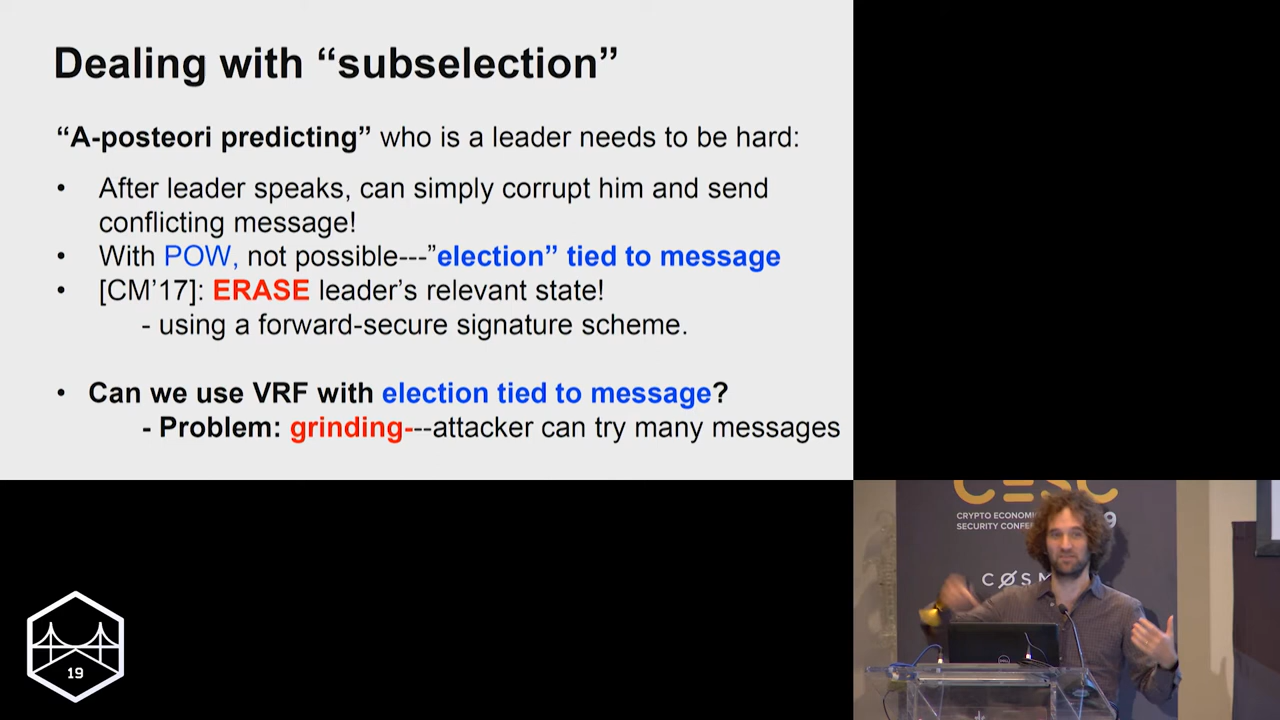 Dealing with “subselection”
“A-posteori predicting” who is a leader needs to be hard:
• After leader speaks, can simply corrupt him and send
conflicting message!
• With POW, not possible---”election” tied to message
• [CM’17]: ERASE leader’s relevant state!
- using a forward-secure signature scheme.
• Can we use VRF with election tied to message?
- Problem: grinding---attacker can try many messages
CESC
CRYPTO ECONOMI
SECURITY CONFE 9
CØSM
19